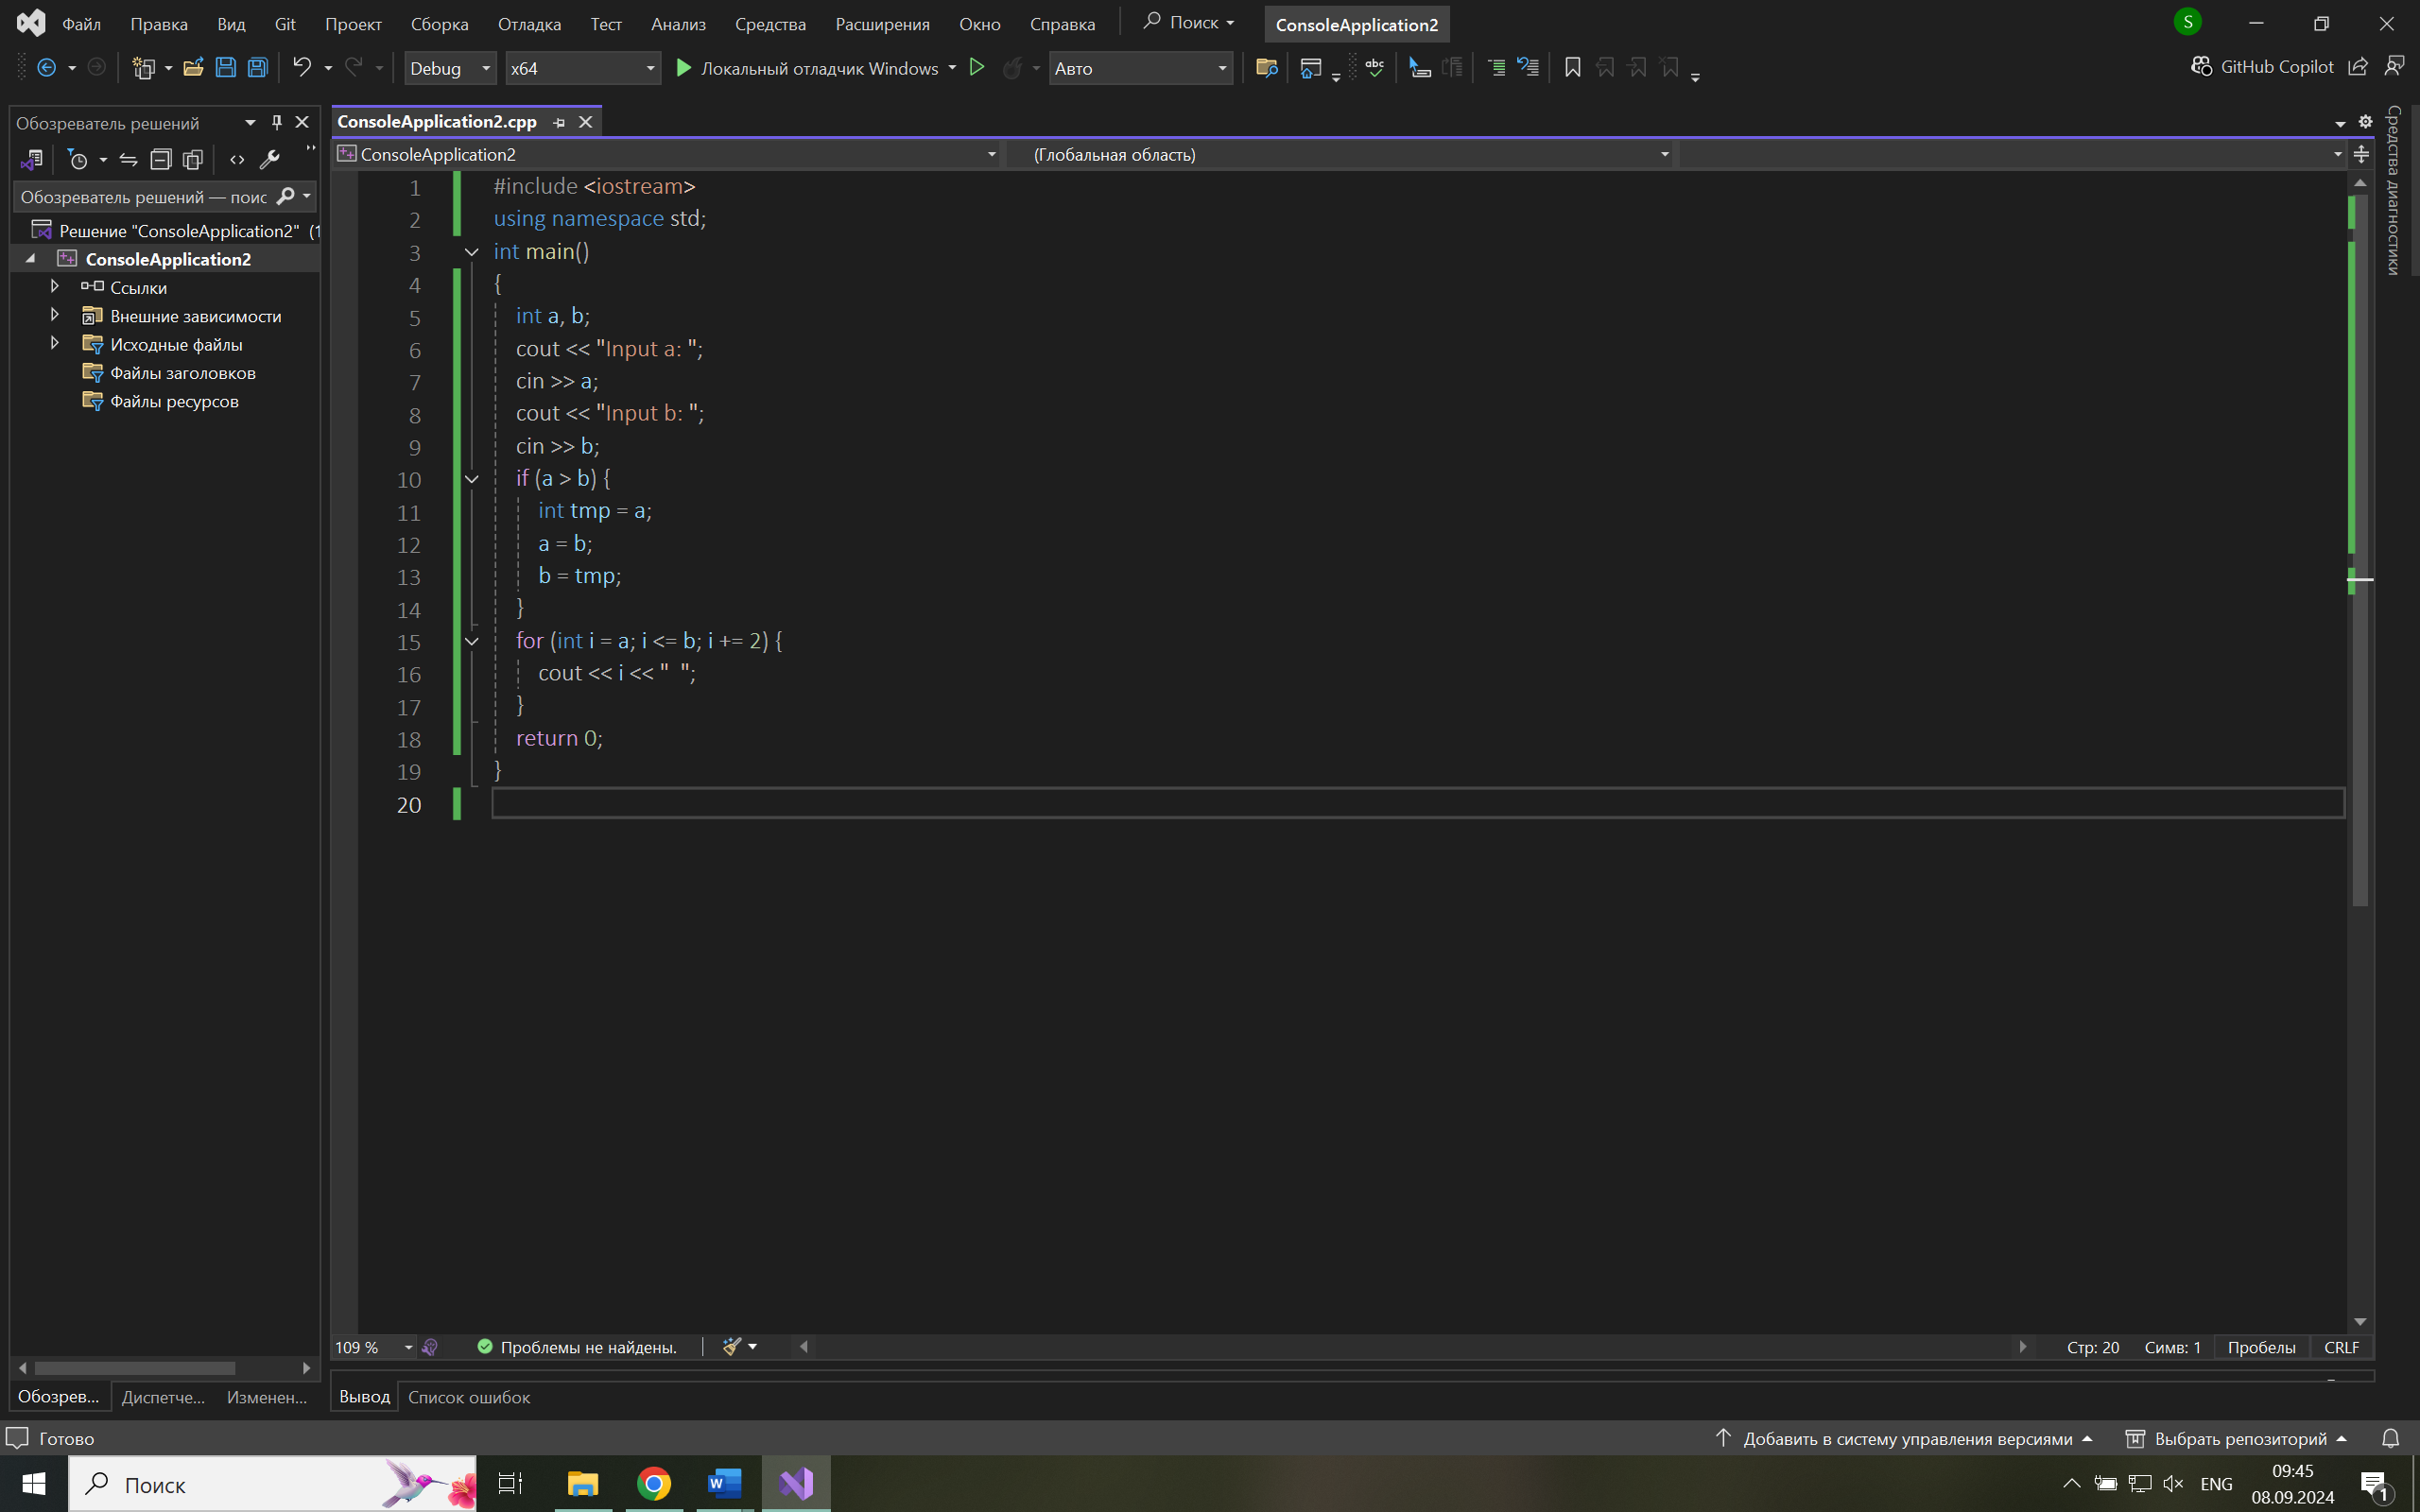 Файл Правка Вид Git Проект Сборка Отладка Тест Анализ Средства Расширения Окно Справка Поиск ConsoleApplication2 S
Debug x64 Локальный отладчик Windows Авто abc GitHub Copilot
Обозреватель решений
ConsoleApplication2.cpp
Средства диагностики
ConsoleApplication2 (Глобальная область)
Обозреватель решений — поис
Решение "ConsoleApplication2" (1
ConsoleApplication2
Ссылки
Внешние зависимости
Исходные файлы
Файлы заголовков
Файлы ресурсов
1 #include <iostream>
2 using namespace std;
3 int main()
4 {
5 int a, b;
6 cout << "Input a: ";
7 cin >> a;
8 cout << "Input b: ";
9 cin >> b;
10 if (a > b) {
11 int tmp = a;
12 a = b;
13 b = tmp;
14 }
15 for (int i = a; i <= b; i += 2) {
16 cout << i << "  ";
17 }
18 return 0;
19 }
20
109 % Проблемы не найдены. Стр: 20 Симв: 1 Пробелы CRLF
Обозрев... Диспетче... Изменен... Вывод Список ошибок
Готово Добавить в систему управления версиями Выбрать репозиторий
Поиск W ENG 09:45
08.09.2024 1